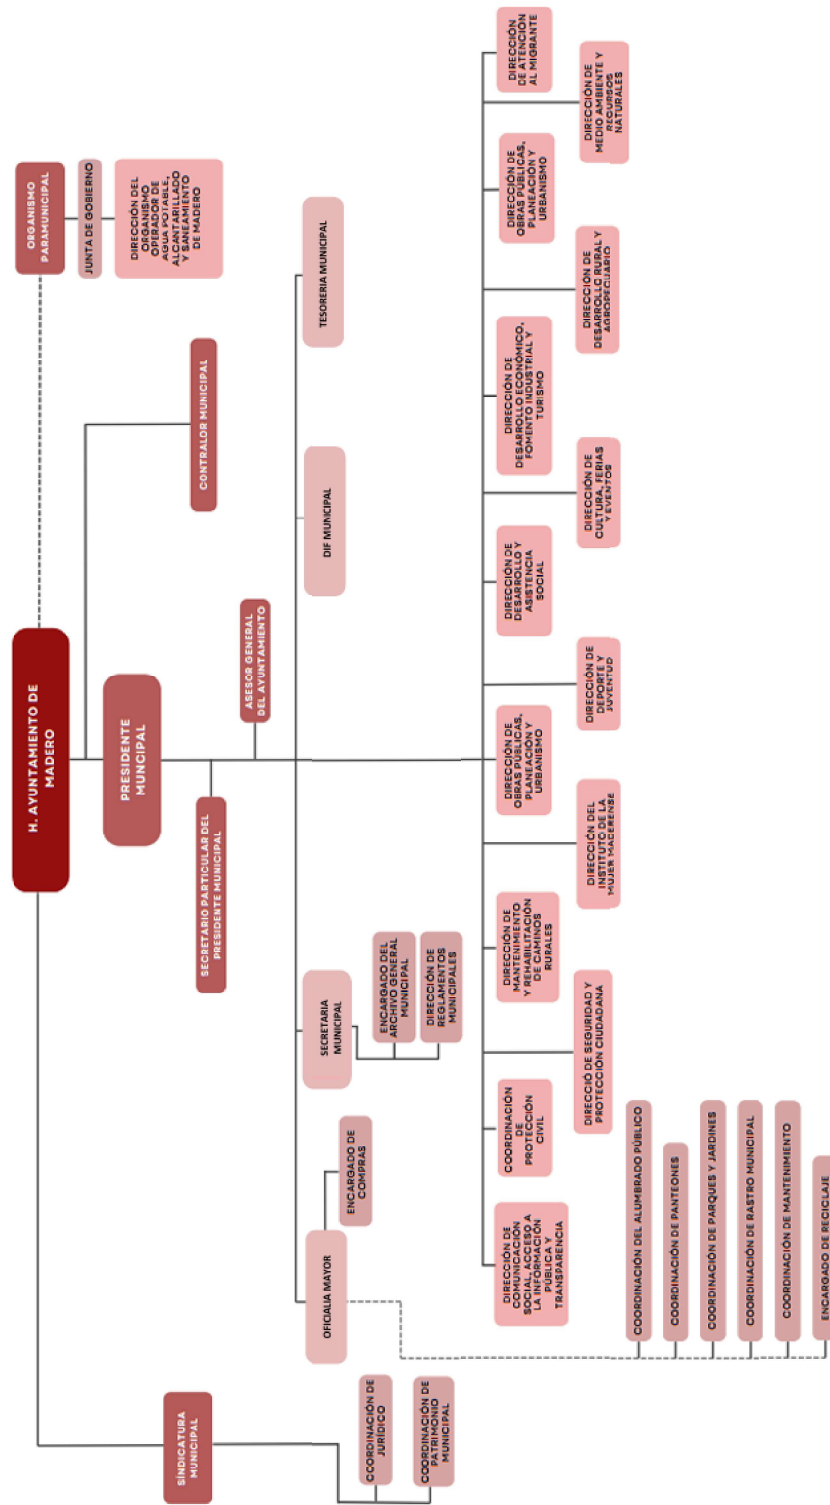 H. AYUNTAMIENTO DE
MADERO
ORGANISMO
PARAMUNICIPAL
JUNTA DE GOBIERNO
DIRECCIÓN DEL
ORGANISMO
OPERADOR DE
AGUA POTABLE,
ALCANTARILLADO
Y SANEAMIENTO
DE MADERO
PRESIDENTE
MUNCIPAL
SÍNDICATURA
MUNICIPAL
CONTRALOR MUNICIPAL
SECRETARIO PARTICULAR DEL
PRESIDENTE MUNICIPAL
ASESOR GENERAL
DEL AYUNTAMIENTO
COORDINACIÓN DE
JURÍDICO
COORDINACIÓN DE
PATRIMONIO
MUNICIPAL
OFICIALIA MAYOR
ENCARGADO DE
COMPRAS
SECRETARIA
MUNICIPAL
ENCARGADO DEL
ARCHIVO GENERAL
MUNICIPAL
DIRECCIÓN DE
REGLAMENTOS
MUNICIPALES
DIF MUNICIPAL
TESORERIA MUNICIPAL
DIRECCIÓN DE
COMUNICACIÓN
SOCIAL, ACCESO A
LA INFORMACIÓN
PÚBLICA Y
TRANSPARENCIA
COORDINACIÓN
DE
PROTECCIÓN
CIVIL
DIRECCIÓN DE
MANTENIMIENTO
Y REHABILITACIÓN
DE CAMINOS
RURALES
DIRECCIÓN DE
OBRAS PÚBLICAS,
PLANEACIÓN Y
URBANISMO
DIRECCIÓN DE
DESARROLLO Y
ASISTENCIA
SOCIAL
DIRECCIÓN DE
DESARROLLO ECONÓMICO,
FOMENTO INDUSTRIAL Y
TURISMO
DIRECCIÓN DE
OBRAS PÚBLICAS,
PLANEACIÓN Y
URBANISMO
DIRECCIÓN
DE ATENCIÓN
AL MIGRANTE
DIRECCIÓ DE SEGURIDAD Y
PROTECCIÓN CIUDADANA
DIRECCIÓN DEL
INSTITUTO DE LA
MUJER MADERENSE
DIRECCIÓN DE
DEPORTE Y
JUVENTUD
DIRECCIÓN DE
CULTURA, FERIAS
Y EVENTOS
DIRECCIÓN DE
DESARROLLO RURAL Y
AGROPECUARIO
DIRECCIÓN DE
MEDIO AMBIENTE Y
RECURSOS
NATURALES
COORDINACIÓN DEL ALUMBRADO PÚBLICO
COORDINACIÓN DE PANTEONES
COORDINACIÓN DE PARQUES Y JARDINES
COORDINACIÓN DE RASTRO MUNICIPAL
COORDINACIÓN DE MANTENIMIENTO
ENCARGADO DE RECICLAJE